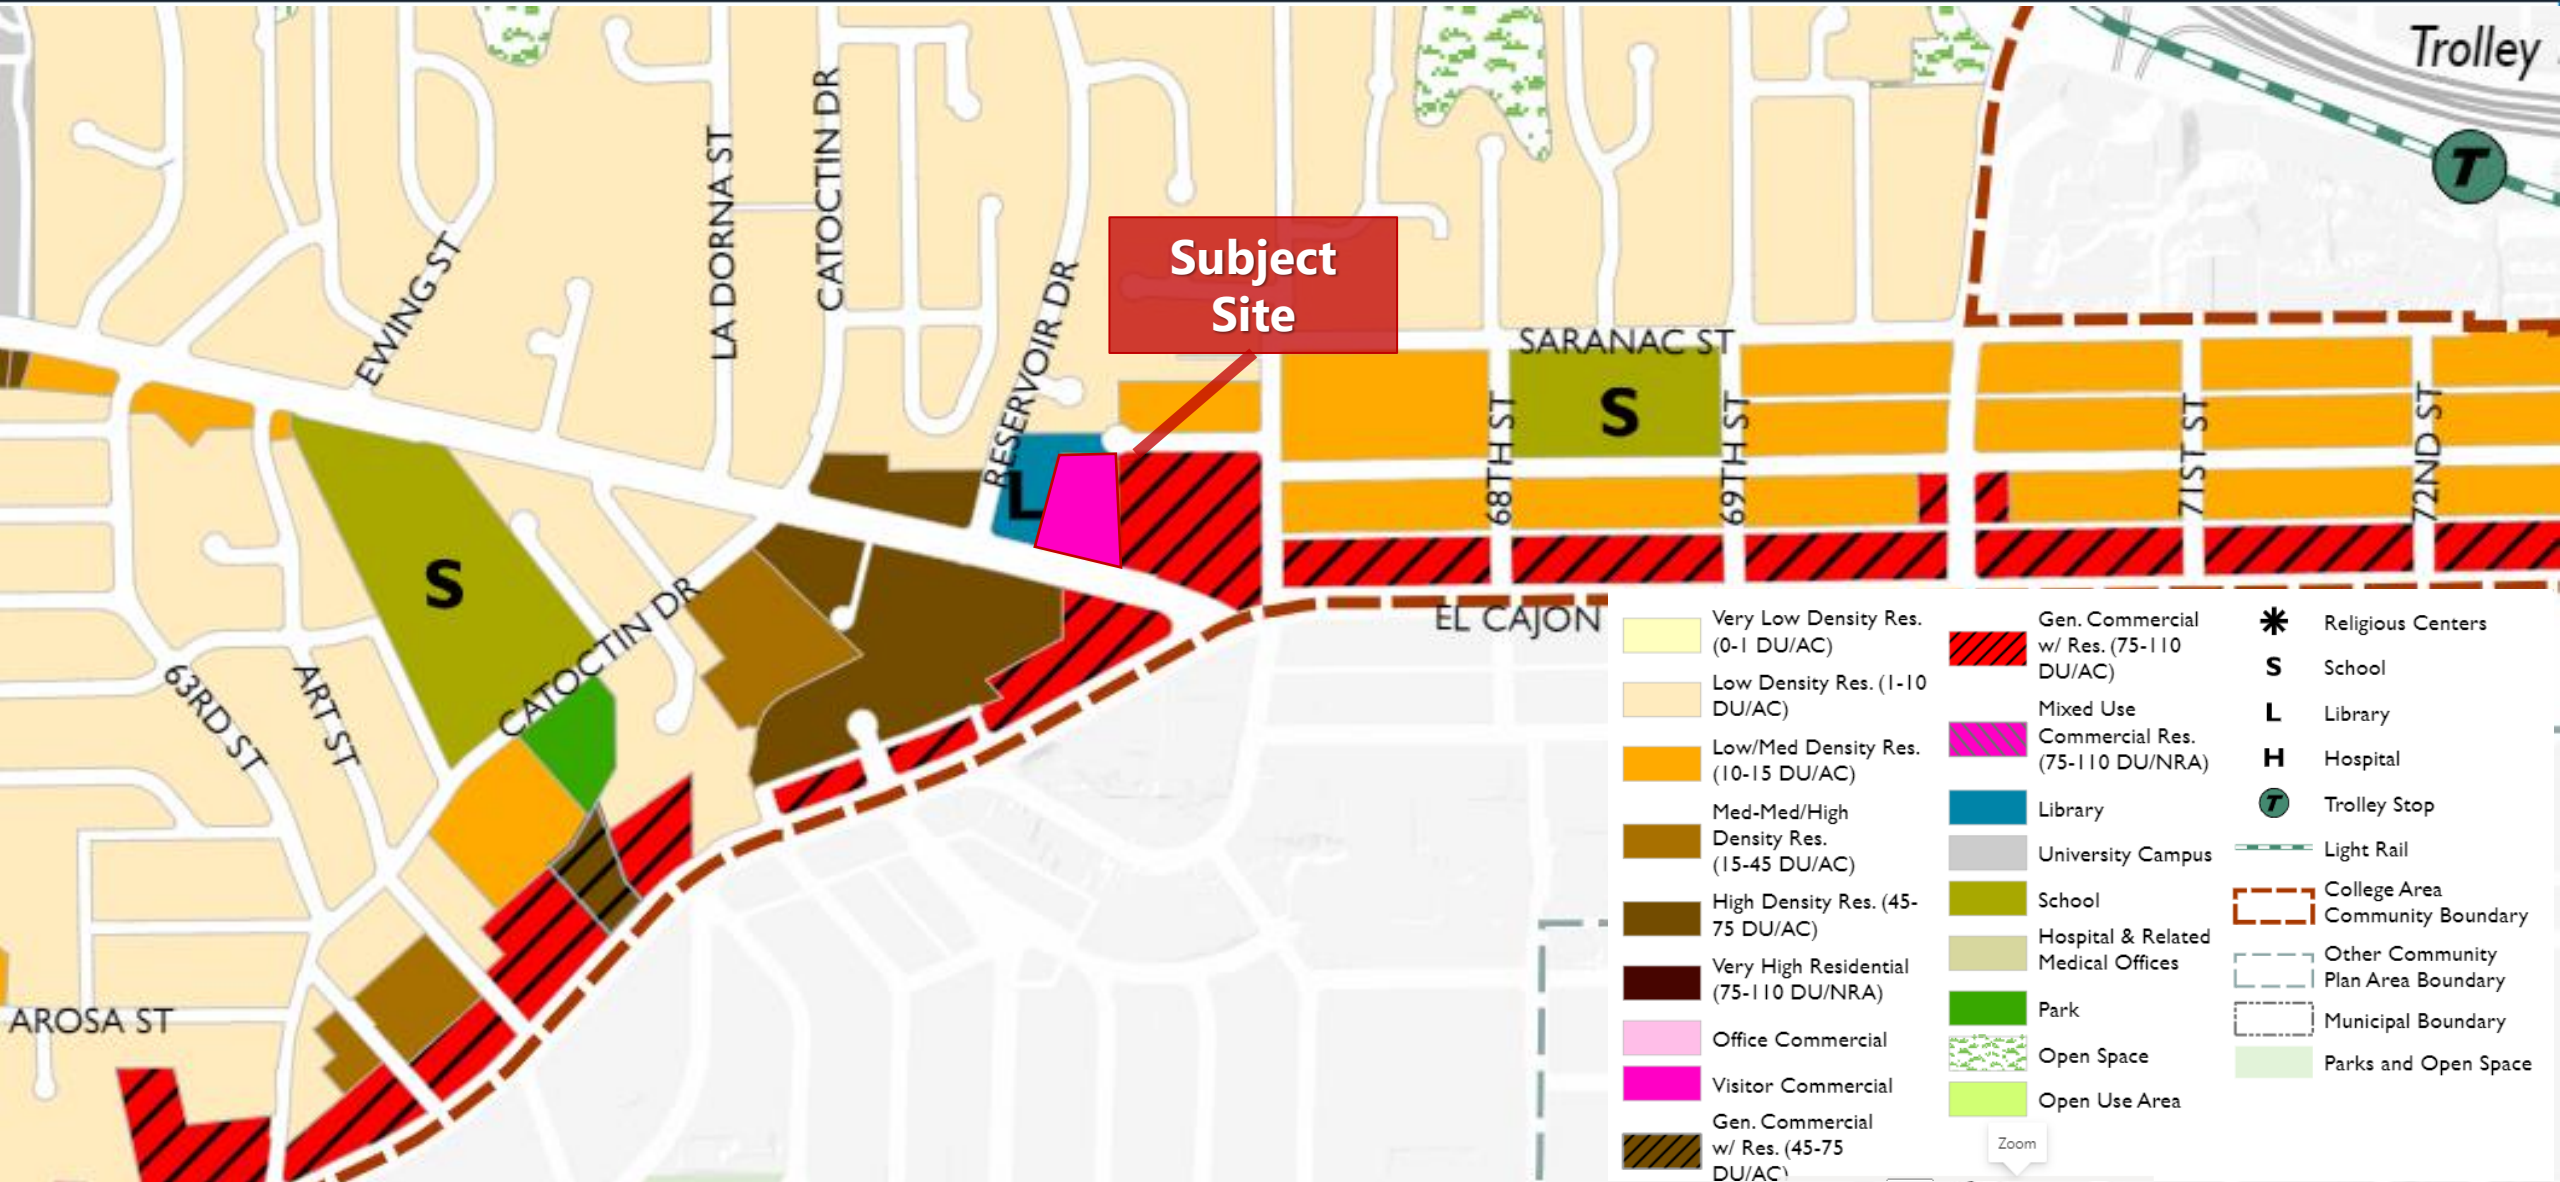 Trolley
LA DORNA ST
CATOCTIN DR
EWING ST
RESERVOIR DR
Subject
Site
SARANAC ST
S
68TH ST
69TH ST
71ST ST
72ND ST
L
S
CATOCTIN DR
63RD ST
ART ST
AROSA ST
EL CAJON
T
Very Low Density Res.
(0-1 DU/AC)
Low Density Res. (1-10
DU/AC)
Low/Med Density Res.
(10-15 DU/AC)
Med-Med/High
Density Res.
(15-45 DU/AC)
High Density Res. (45-
75 DU/AC)
Very High Residential
(75-110 DU/NRA)
Office Commercial
Visitor Commercial
Gen. Commercial
w/ Res. (45-75
DU/AC)
Gen. Commercial
w/ Res. (75-110
DU/AC)
Mixed Use
Commercial Res.
(75-110 DU/NRA)
Library
University Campus
School
Hospital & Related
Medical Offices
Park
Open Space
Open Use Area
Zoom
Religious Centers
S School
L Library
H Hospital
T Trolley Stop
Light Rail
College Area
Community Boundary
Other Community
Plan Area Boundary
Municipal Boundary
Parks and Open Space